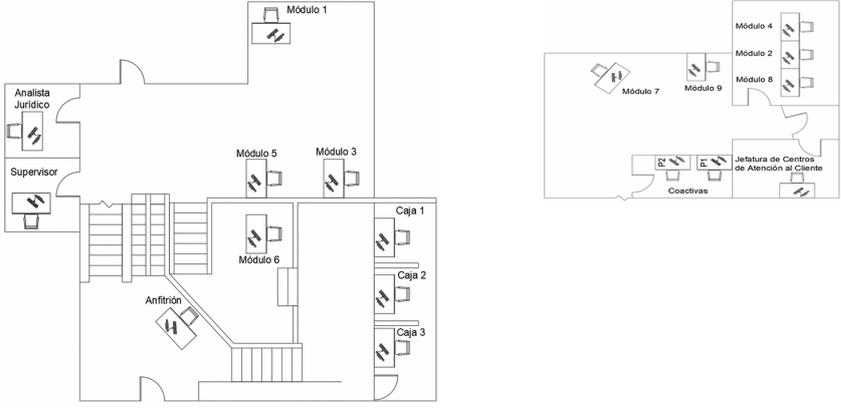 Módulo 1
Analista
Jurídico
Supervisor
Módulo 5
Módulo 3
Módulo 6
Caja 1
Caja 2
Caja 3
Anfitrión
Módulo 4
Módulo 2
Módulo 8
Módulo 7
Módulo 9
P2
P1
Coactivas
Jefatura de Centros
de Atención al Cliente